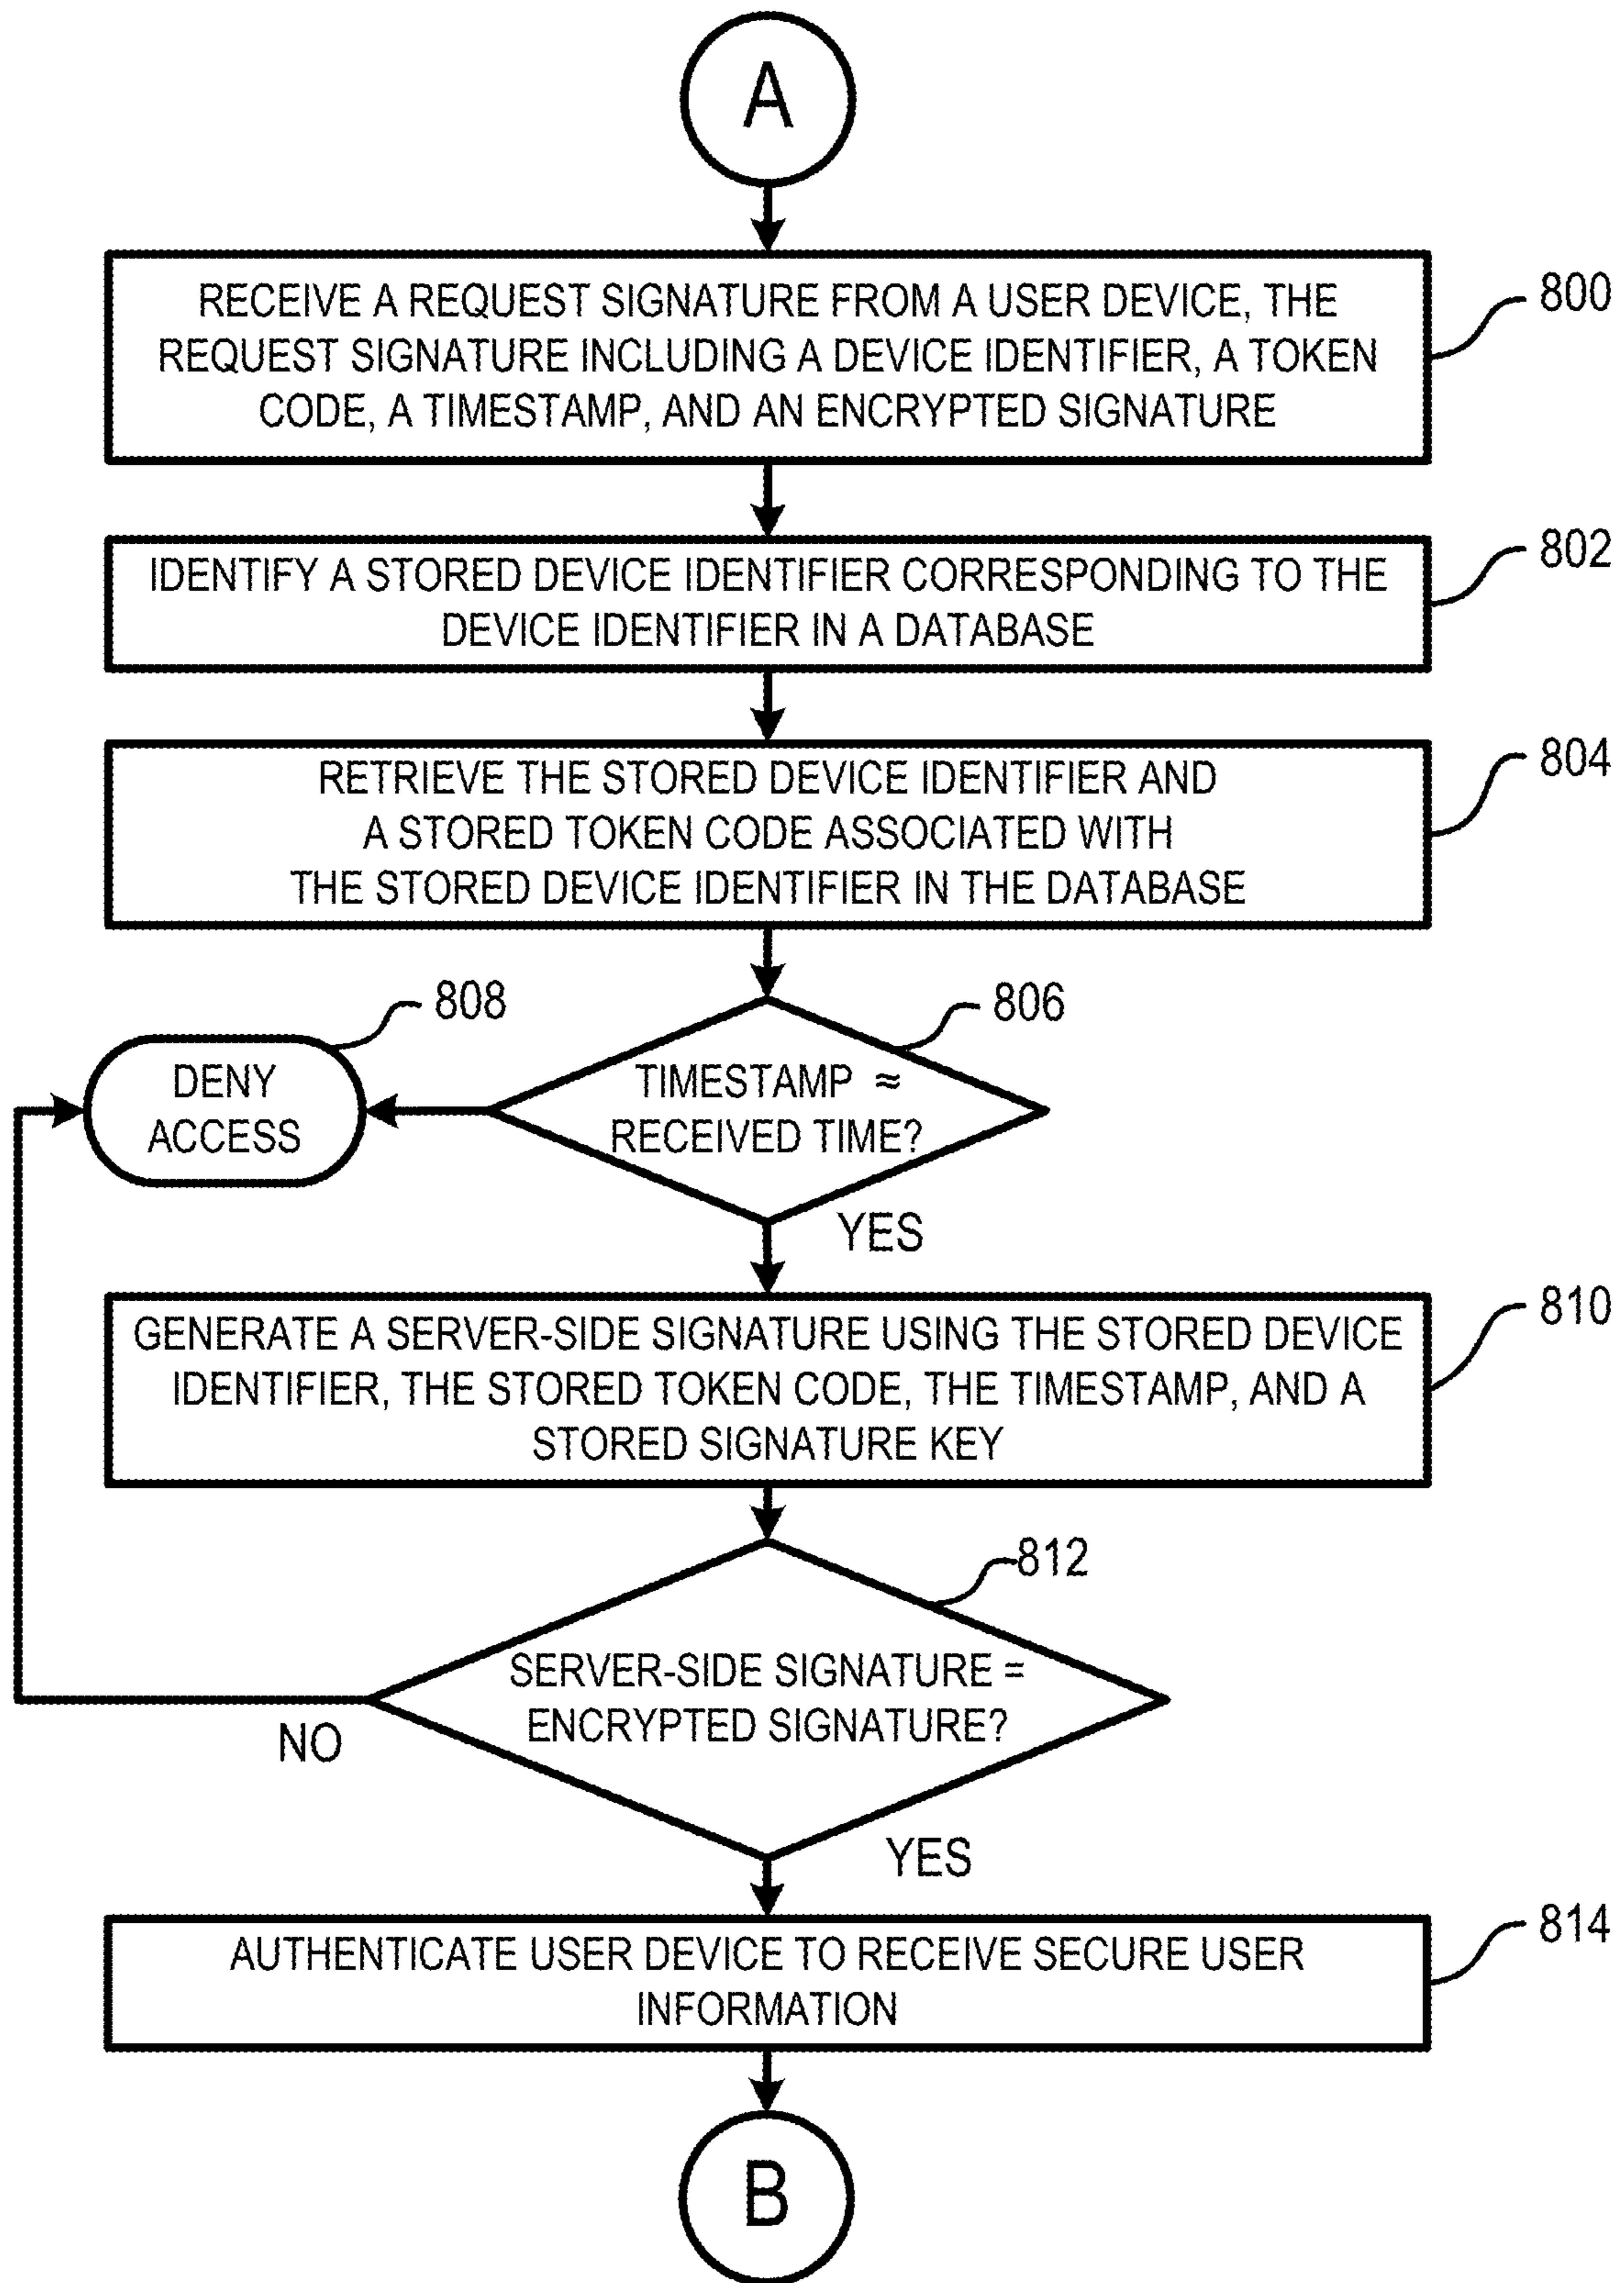 A
RECEIVE A REQUEST SIGNATURE FROM A USER DEVICE, THE
REQUEST SIGNATURE INCLUDING A DEVICE IDENTIFIER, A TOKEN
CODE, A TIMESTAMP, AND AN ENCRYPTED SIGNATURE
800
IDENTIFY A STORED DEVICE IDENTIFIER CORRESPONDING TO THE
DEVICE IDENTIFIER IN A DATABASE
802
RETRIEVE THE STORED DEVICE IDENTIFIER AND
A STORED TOKEN CODE ASSOCIATED WITH
THE STORED DEVICE IDENTIFIER IN THE DATABASE
804
808
DENY
ACCESS
806
TIMESTAMP ≈
RECEIVED TIME?
YES
GENERATE A SERVER-SIDE SIGNATURE USING THE STORED DEVICE
IDENTIFIER, THE STORED TOKEN CODE, THE TIMESTAMP, AND A
STORED SIGNATURE KEY
810
812
SERVER-SIDE SIGNATURE =
ENCRYPTED SIGNATURE?
NO
YES
AUTHENTICATE USER DEVICE TO RECEIVE SECURE USER
INFORMATION
814
B